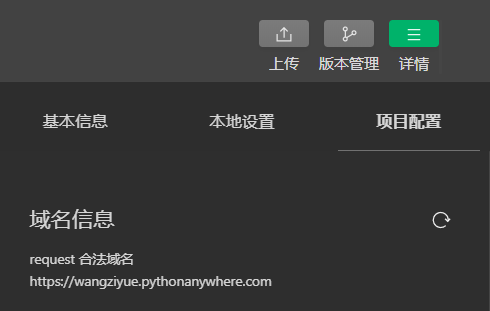 上传 版本管理 详情
基本信息 本地设置 项目配置
域名信息
request 合法域名
https://wangziyue.pythonanywhere.com